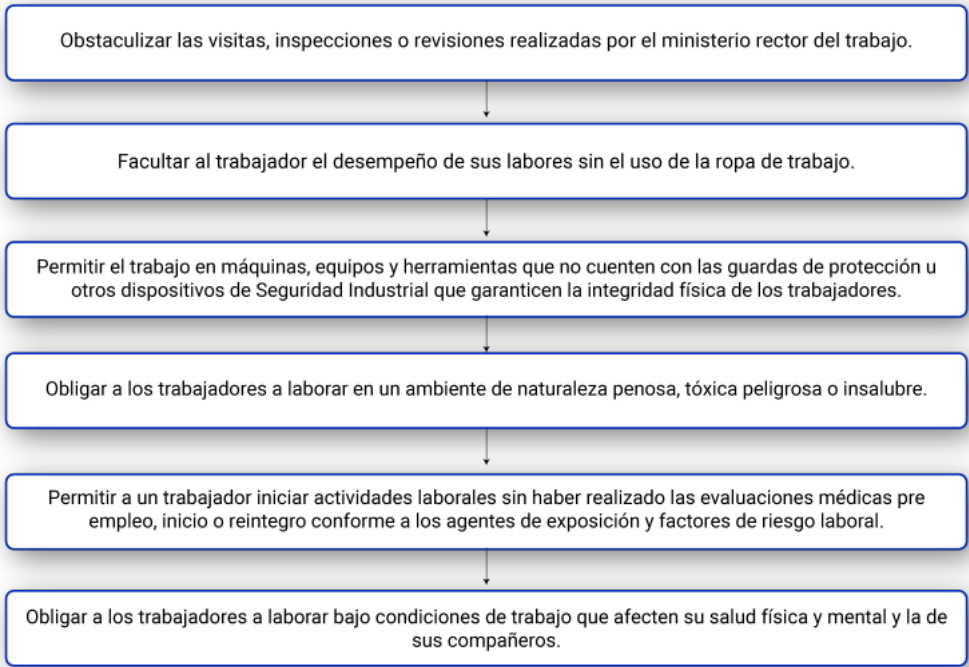 Obstaculizar las visitas, inspecciones o revisiones realizadas por el ministerio rector del trabajo.
Facultar al trabajador el desempeño de sus labores sin el uso de la ropa de trabajo.
Permitir el trabajo en máquinas, equipos y herramientas que no cuenten con las guardas de protección u
otros dispositivos de Seguridad Industrial que garanticen la integridad física de los trabajadores.
Obligar a los trabajadores a laborar en un ambiente de naturaleza penosa, tóxica peligrosa o insalubre.
Permitir a un trabajador iniciar actividades laborales sin haber realizado las evaluaciones médicas pre
empleo, inicio o reintegro conforme a los agentes de exposición y factores de riesgo laboral.
Obligar a los trabajadores a laborar bajo condiciones de trabajo que afecten su salud física y mental y la de
sus compañeros.